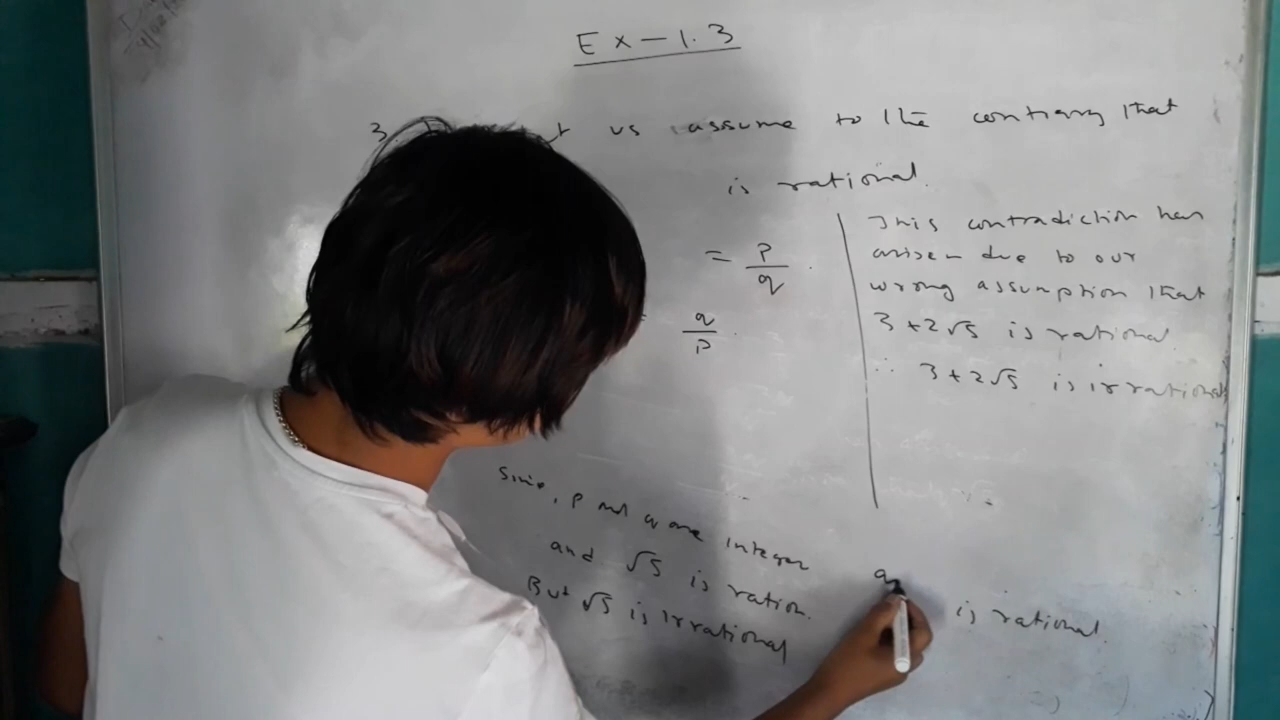 Ex-1.3
3
us assume to the contrary that
is rational.
= p/q.
q/p.
This contradiction has
arisen due to our
wrong assumption that
3+2√5 is rational.
∴ 3+2√5 is irrational
Since, p and q are integer
and √5 is ration.
But √5 is irrational
is rational.